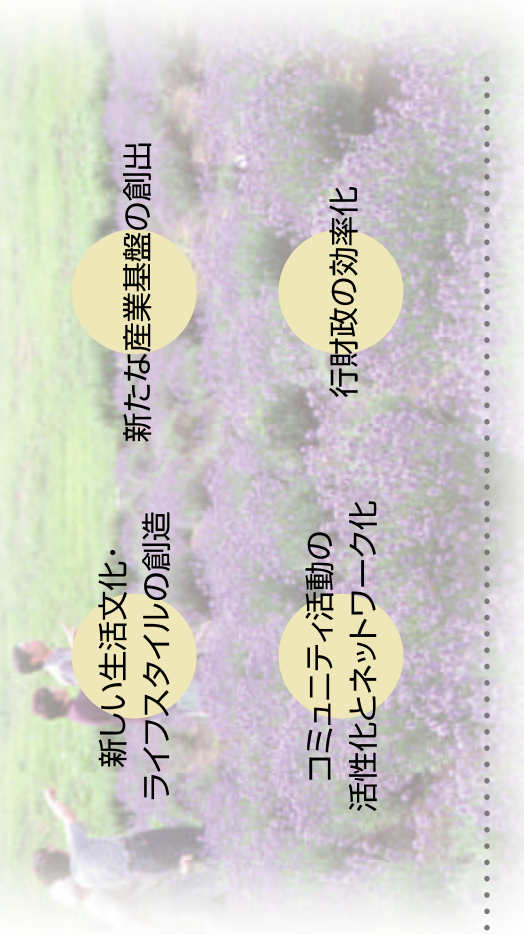 新しい生活文化・
ライフスタイルの創造
新たな産業基盤の創出
コミュニティ活動の
活性化とネットワーク化
行財政の効率化